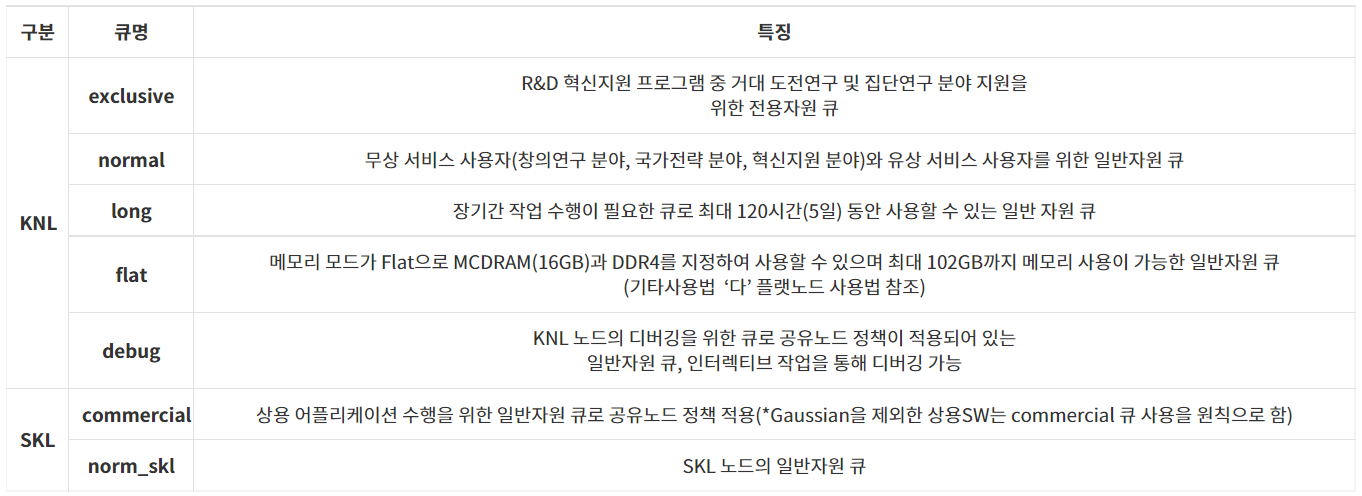 구분 큐명 특징
KNL
exclusive
R&D 혁신지원 프로그램 중 거대 도전연구 및 집단연구 분야 지원을
위한 전용자원 큐
normal 무상 서비스 사용자(창의연구 분야, 국가전략 분야, 혁신지원 분야)와 유상 서비스 사용자를 위한 일반자원 큐
long 장기간 작업 수행이 필요한 큐로 최대 120시간(5일) 동안 사용할 수 있는 일반 자원 큐
flat
메모리 모드가 Flat으로 MCDRAM(16GB)과 DDR4를 지정하여 사용할 수 있으며 최대 102GB까지 메모리 사용이 가능한 일반자원 큐
(기타사용법 ‘다’ 플랫노드 사용법 참조)
debug
KNL 노드의 디버깅을 위한 큐로 공유노드 정책이 적용되어 있는
일반자원 큐, 인터렉티브 작업을 통해 디버깅 가능
SKL
commercial 상용 어플리케이션 수행을 위한 일반자원 큐로 공유노드 정책 적용(*Gaussian을 제외한 상용SW는 commercial 큐 사용을 원칙으로 함)
norm_skl SKL 노드의 일반자원 큐